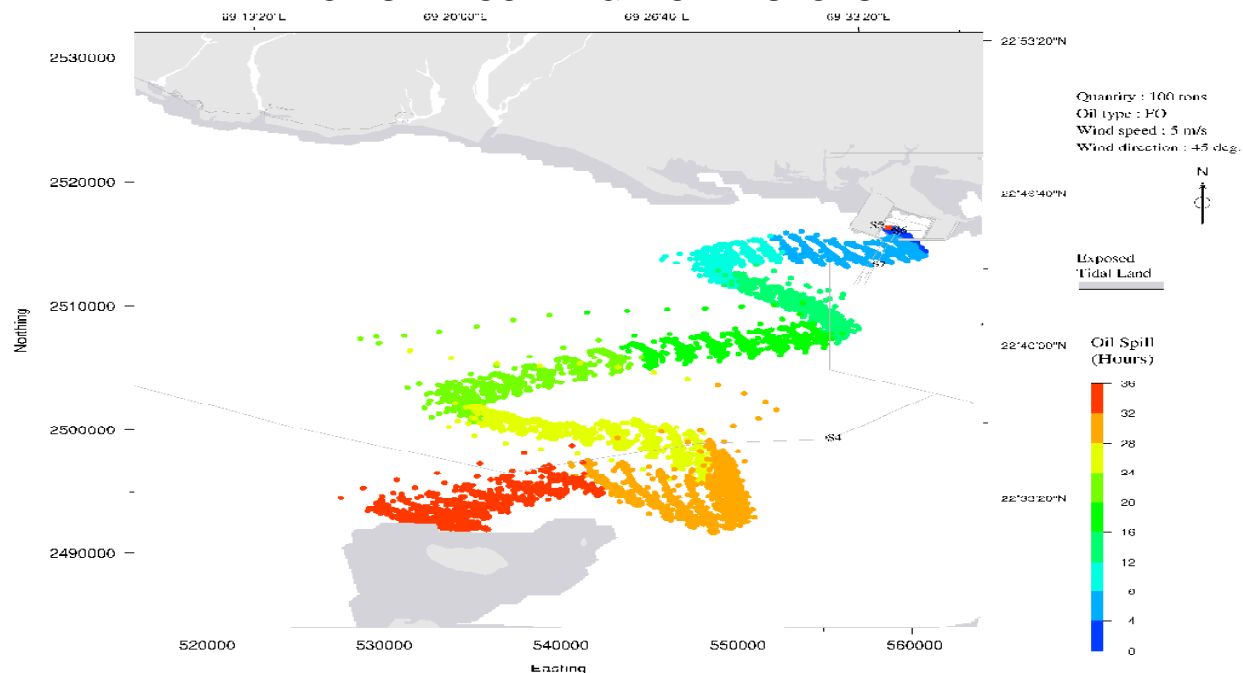 69°13'20"E
69°20'00"E
69°26'40"E
69°33'20"E
2530000
2520000
2510000
2500000
2490000
Northing
22°53'20"N
22°46'40"N
22°40'00"N
22°33'20"N
Quantity : 100 tons
Oil type : FO
Wind speed : 5 m/s
Wind direction : 45 deg.
N
Exposed
Tidal Land
Oil Spill
(Hours)
36
32
28
24
20
16
12
8
4
0
S4
520000
530000
540000
550000
560000
Easting